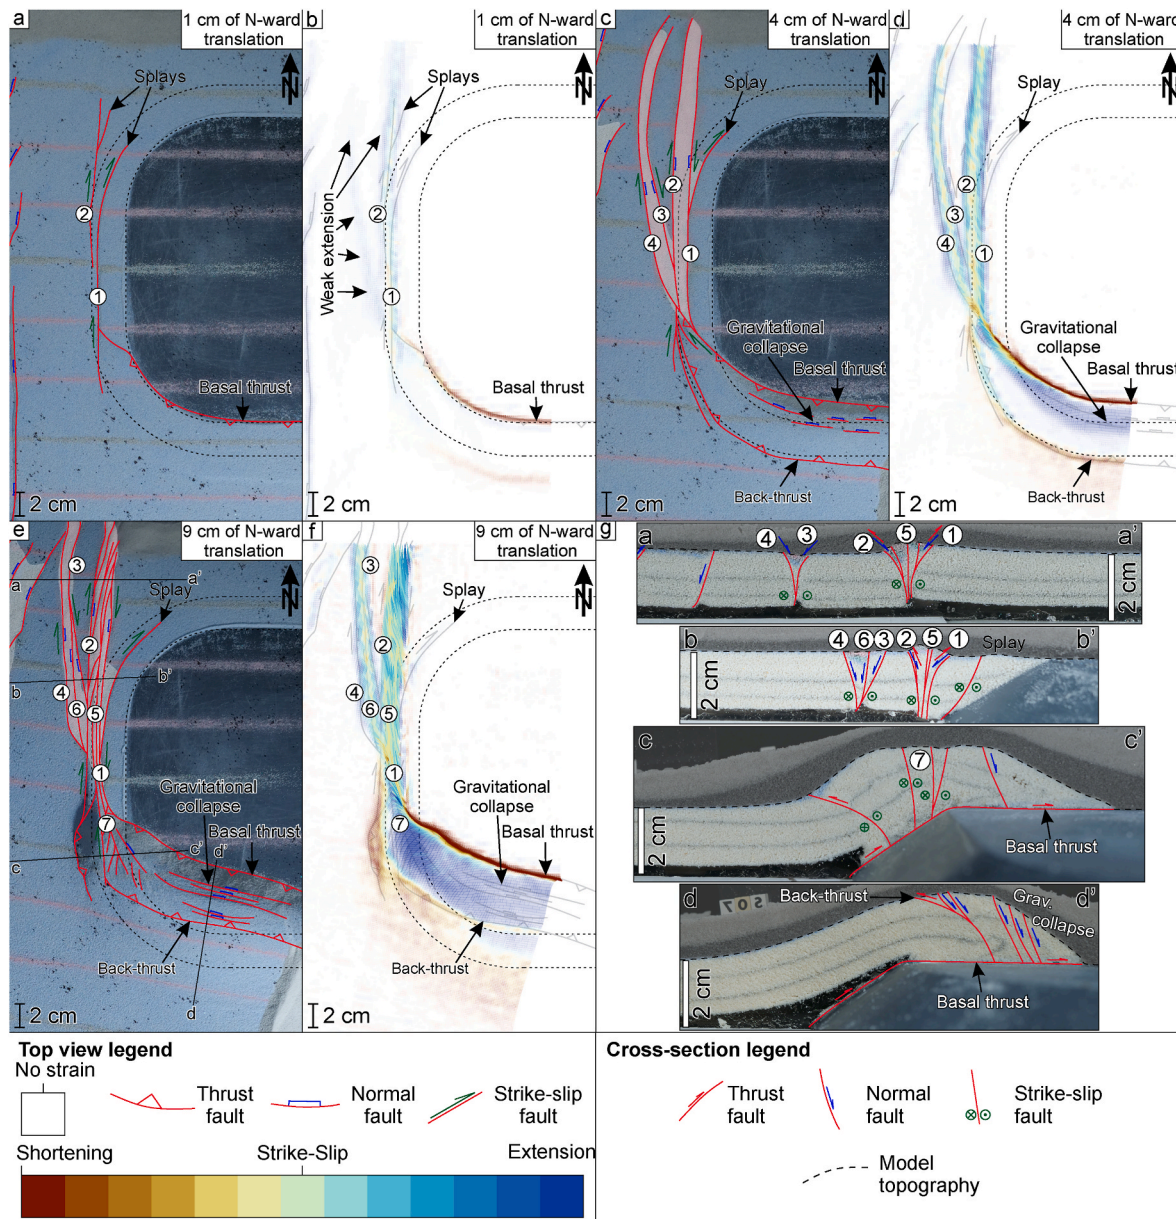 a
1 cm of N-ward
translation
N
Splays
2
1
Basal thrust
2 cm
b
1 cm of N-ward
translation
N
Splays
Weak extension
2
1
Basal thrust
2 cm
c
4 cm of N-ward
translation
N
Splay
2
3
4
1
Gravitational
collapse
Basal thrust
Back-thrust
2 cm
d
4 cm of N-ward
translation
N
Splay
2
3
4
1
Gravitational
collapse
Basal thrust
Back-thrust
2 cm
e
9 cm of N-ward
translation
N
3
a
a'
Splay
2
b
b'
4
6
5
1
Gravitational
collapse
7
Basal thrust
c
c'
d'
Back-thrust
d
2 cm
f
9 cm of N-ward
translation
N
3
Splay
2
4
6
5
1
Gravitational
collapse
7
Basal thrust
Back-thrust
2 cm
g
a
4
3
2
5
1
a'
2 cm
b
4
6
3
2
5
1
Splay
b'
2 cm
c
7
c'
2 cm
Basal thrust
d
Back-thrust
S07
Grav.
collapse
d'
2 cm
Basal thrust
Top view legend
No strain
Thrust
fault
Normal
fault
Strike-slip
fault
Shortening
Strike-Slip
Extension
Cross-section legend
Thrust
fault
Normal
fault
Strike-slip
fault
Model
topography